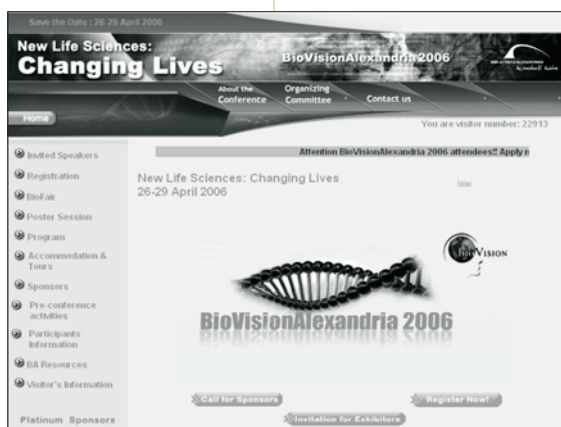 Save the Date : 26-29 April 2006
New Life Sciences:
Changing Lives
BioVisionAlexandria 2006
About the
Conference
Organizing
Committee
Contact us
Home
You are visitor number: 22913
Attention BioVisionAlexandria 2006 attendees!! Apply n
Invited Speakers
Registration
BioFair
Poster Session
Program
Accommodation &
Tours
Sponsors
Pre-conference
activities
Participants
Information
BA Resources
Visitor's Information
Platinum Sponsors
New Life Sciences: Changing Lives
26-29 April 2006
BioVision
BioVisionAlexandria 2006
Call for Sponsors
Register Now!
Invitation for Exhibitors